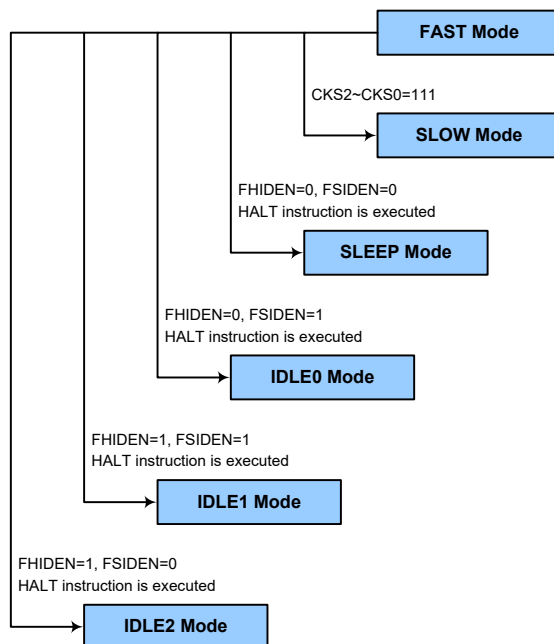 FAST Mode
CKS2~CKS0=111
SLOW Mode
FHIDEN=0, FSIDEN=0
HALT instruction is executed
SLEEP Mode
FHIDEN=0, FSIDEN=1
HALT instruction is executed
IDLE0 Mode
FHIDEN=1, FSIDEN=1
HALT instruction is executed
IDLE1 Mode
FHIDEN=1, FSIDEN=0
HALT instruction is executed
IDLE2 Mode